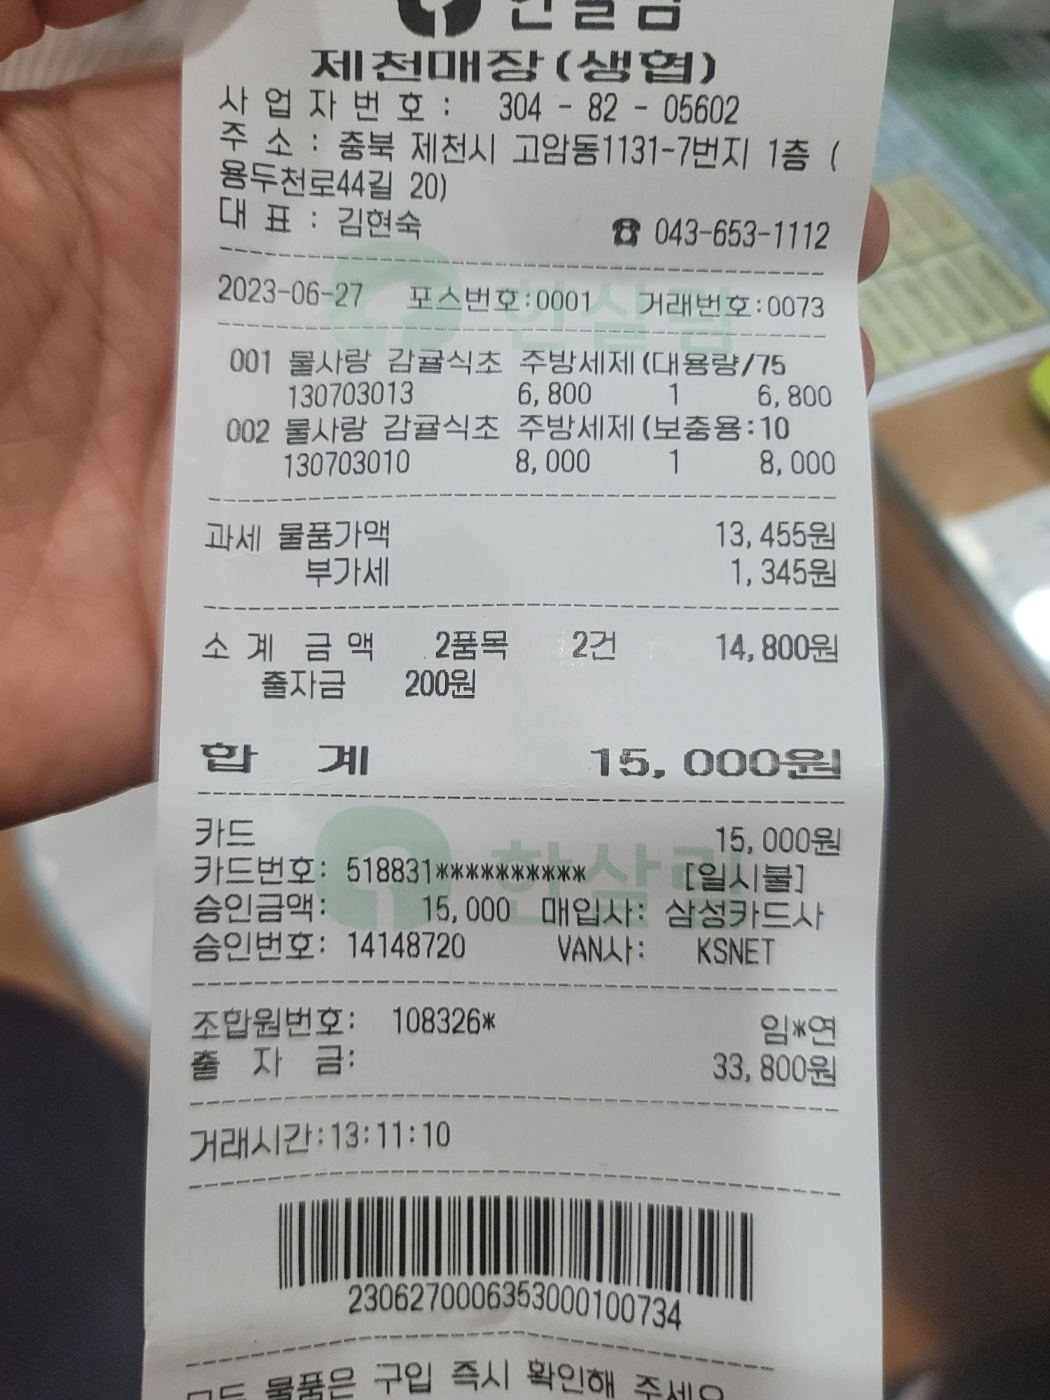 한살림
제천매장(생협)
사 업 자 번 호 : 304 - 82 - 05602
주 소 : 충북 제천시 고암동1131-7번지 1층 (
용두천로44길 20)
대 표 : 김현숙 ☎ 043-653-1112
2023-06-27 포스번호:0001 거래번호:0073
001 물사랑 감귤식초 주방세제(대용량/75
130703013 6,800 1 6,800
002 물사랑 감귤식초 주방세제(보충용:10
130703010 8,000 1 8,000
과세 물품가액 13,455원
부가세 1,345원
소 계 금 액 2품목 2건 14,800원
출자금 200원
합 계 15,000원
카드 15,000원
카드번호: 518831********** [일시불]
승인금액: 15,000 매입사: 삼성카드사
승인번호: 14148720 VAN사: KSNET
조합원번호: 108326* 임*연
출 자 금: 33,800원
거래시간:13:11:10
2306270006353000100734
모든 물품은 구입 즉시 확인해 주세요